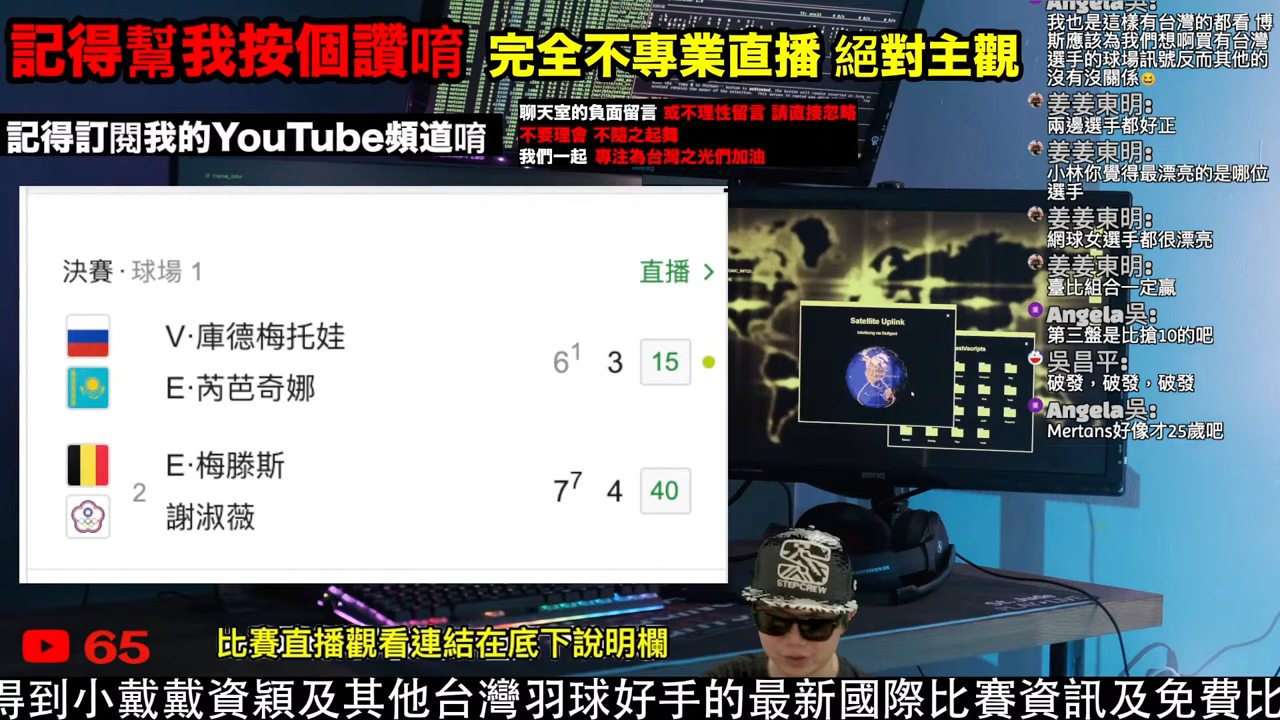 記得幫我按個讚唷
完全不專業直播 絕對主觀
記得訂閱我的YouTube頻道唷
聊天室的負面留言 或不理性留言 請直接忽略
不要理會 不隨之起舞
我們一起 專注為台灣之光們加油
決賽 · 球場 1
直播 >
V·庫德梅托娃
E·芮芭奇娜
6¹ 3 15
E·梅滕斯
2
謝淑薇
7⁷ 4 40
Satellite Uplink
BenQ
STEP CREW
65
比賽直播觀看連結在底下說明欄
得到小戴戴資穎及其他台灣羽球好手的最新國際比賽資訊及免費比
Angela吳:
我也是這樣有台灣的都看 博
斯應該為我們想啊買有台灣
選手的球場訊號反而其他的
沒有沒關係😄
姜姜東明:
兩邊選手都好正
姜姜東明:
小林你覺得最漂亮的是哪位
選手
姜姜東明:
網球女選手都很漂亮
姜姜東明:
臺比組合一定贏
Angela吳:
第三盤是比搶10的吧
吳昌平:
破發，破發，破發
Angela吳:
Mertans好像才25歲吧